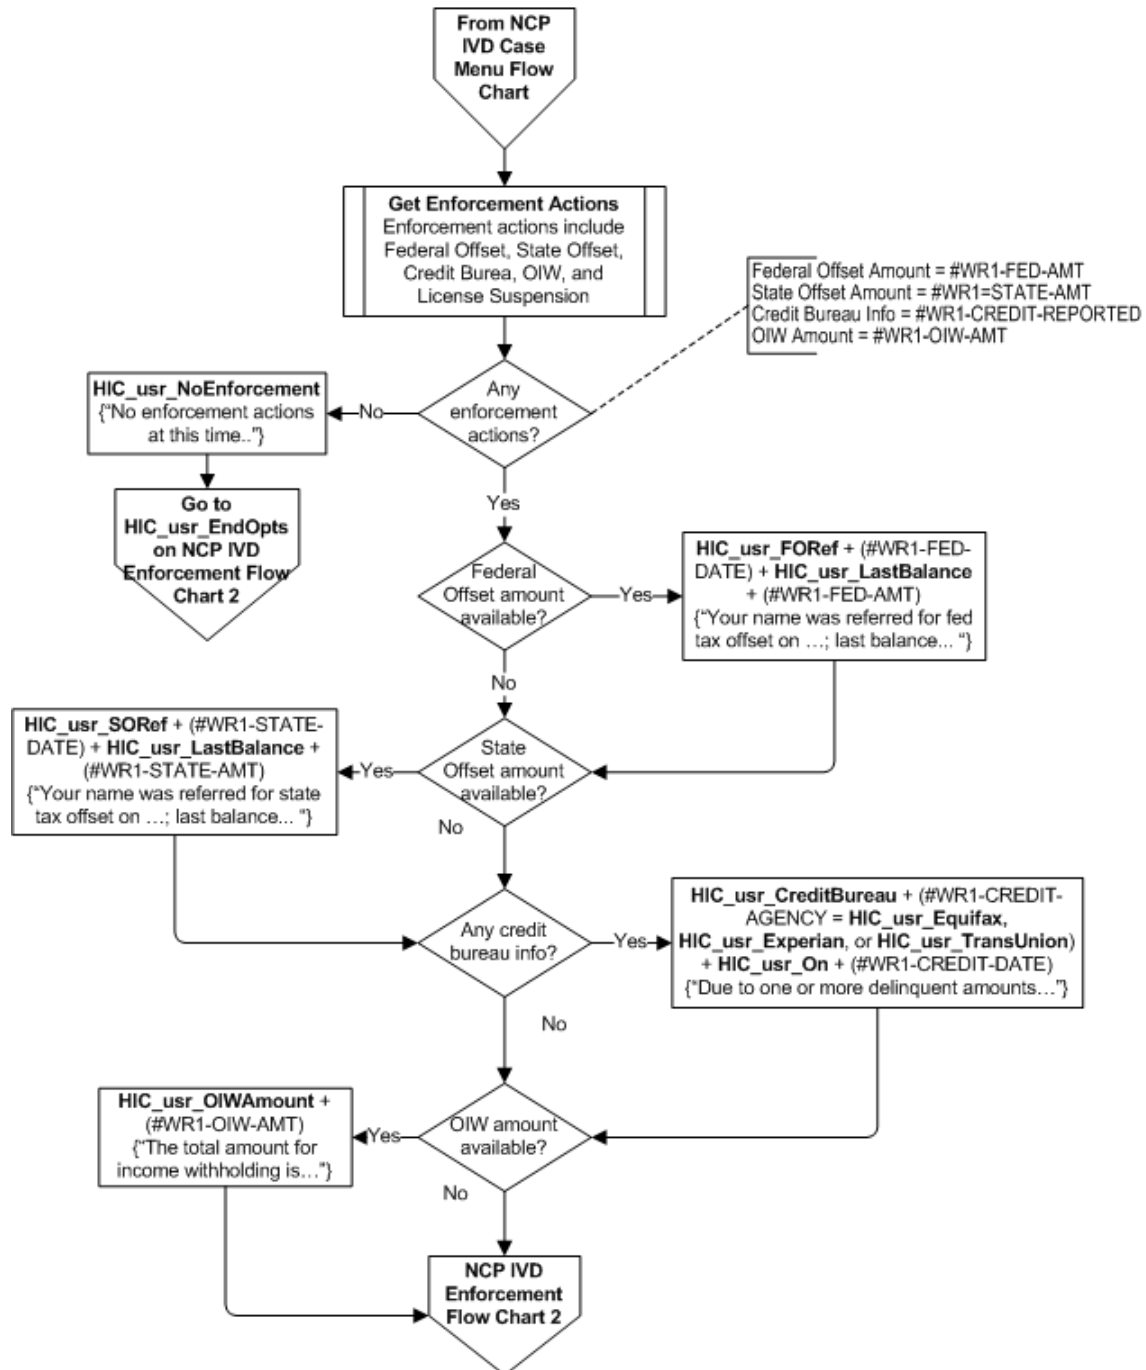 From NCP
IVD Case
Menu Flow
Chart
Get Enforcement Actions
Enforcement actions include
Federal Offset, State Offset,
Credit Burea, OIW, and
License Suspension
Federal Offset Amount = #WR1-FED-AMT
State Offset Amount = #WR1=STATE-AMT
Credit Bureau Info = #WR1-CREDIT-REPORTED
OIW Amount = #WR1-OIW-AMT
Any
enforcement
actions?
No
HIC_usr_NoEnforcement
{“No enforcement actions
at this time..”}
Go to
HIC_usr_EndOpts
on NCP IVD
Enforcement Flow
Chart 2
Yes
Federal
Offset amount
available?
Yes
HIC_usr_FORef + (#WR1-FED-
DATE) + HIC_usr_LastBalance
+ (#WR1-FED-AMT)
{“Your name was referred for fed
tax offset on …; last balance... “}
No
State
Offset amount
available?
Yes
HIC_usr_SORef + (#WR1-STATE-
DATE) + HIC_usr_LastBalance +
(#WR1-STATE-AMT)
{“Your name was referred for state
tax offset on …; last balance... “}
No
Any credit
bureau info?
Yes
HIC_usr_CreditBureau + (#WR1-CREDIT-
AGENCY = HIC_usr_Equifax,
HIC_usr_Experian, or HIC_usr_TransUnion)
+ HIC_usr_On + (#WR1-CREDIT-DATE)
{“Due to one or more delinquent amounts…”}
No
OIW amount
available?
Yes
HIC_usr_OIWAmount +
(#WR1-OIW-AMT)
{“The total amount for
income withholding is…”}
No
NCP IVD
Enforcement
Flow Chart 2